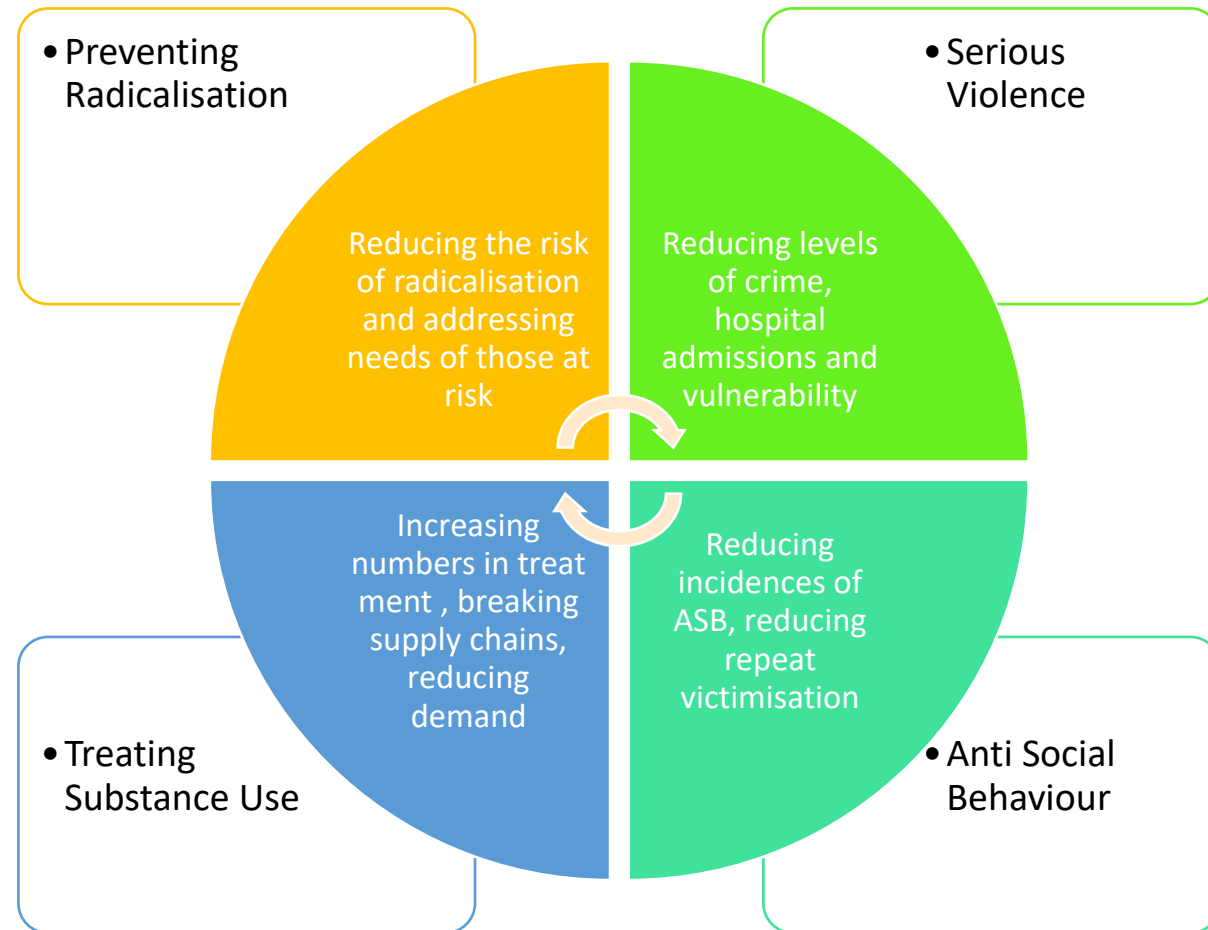 •Preventing
Radicalisation
•Serious
Violence
Reducing the risk
of radicalisation
and addressing
needs of those at
risk
Reducing levels
of crime,
hospital
admissions and
vulnerability
Increasing
numbers in treat
ment , breaking
supply chains,
reducing
demand
Reducing
incidences of
ASB, reducing
repeat
victimisation
•Treating
Substance Use
•Anti Social
Behaviour